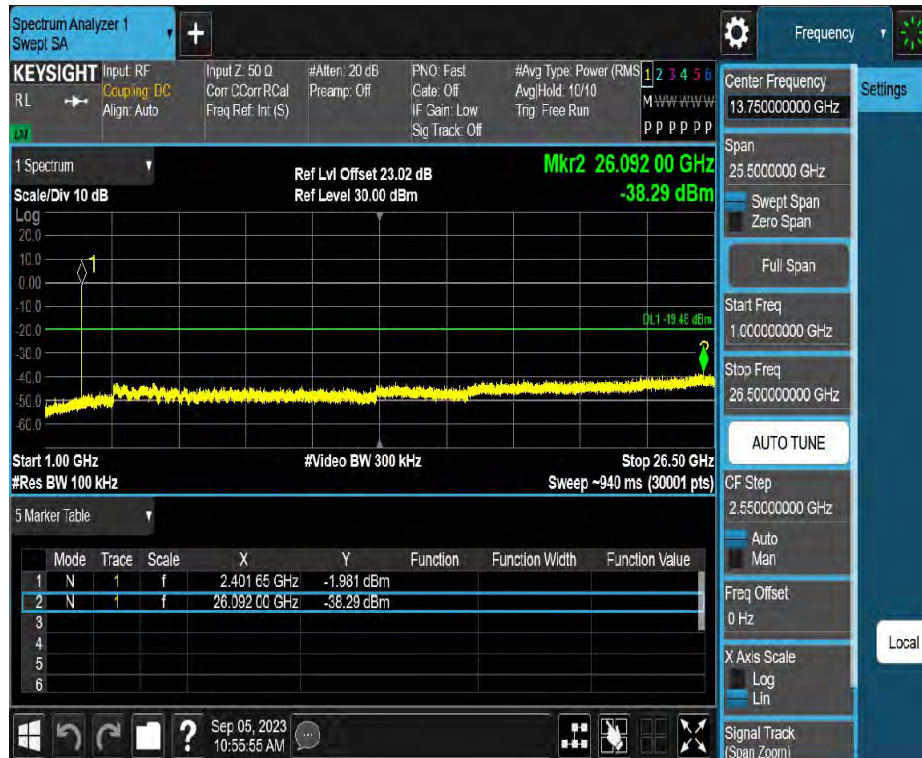 Spectrum Analyzer 1
Swept SA
+
Frequency
KEYSIGHT
RL
Input: RF
Coupling: DC
Align: Auto
Input Z: 50 Ω
Corr CCorr RCal
Freq Ref: Int (S)
#Atten: 20 dB
Preamp: Off
PNO: Fast
Gate: Off
IF Gain: Low
Sig Track: Off
#Avg Type: Power (RMS
Avg|Hold: 10/10
Trig: Free Run
1 2 3 4 5 6
M W W W W W
P P P P P P
1 Spectrum
Scale/Div 10 dB
Ref Lvl Offset 23.02 dB
Ref Level 30.00 dBm
Mkr2 26.092 00 GHz
-38.29 dBm
Log
20.0
10.0
0.00
-10.0
-20.0
-30.0
-40.0
-50.0
-60.0
1
DL1 -19.48 dBm
2
Start 1.00 GHz
#Video BW 300 kHz
Stop 26.50 GHz
#Res BW 100 kHz
Sweep ~940 ms (30001 pts)
5 Marker Table
Mode Trace Scale X Y Function Function Width Function Value
1 N 1 f 2.401 65 GHz -1.981 dBm
2 N 1 f 26.092 00 GHz -38.29 dBm
3
4
5
6
?
Sep 05, 2023
10:55:55 AM
Center Frequency
13.750000000 GHz
Settings
Span
25.5000000 GHz
Swept Span
Zero Span
Full Span
Start Freq
1.000000000 GHz
Stop Freq
26.500000000 GHz
AUTO TUNE
CF Step
2.550000000 GHz
Auto
Man
Freq Offset
0 Hz
Local
X Axis Scale
Log
Lin
Signal Track
(Span Zoom)